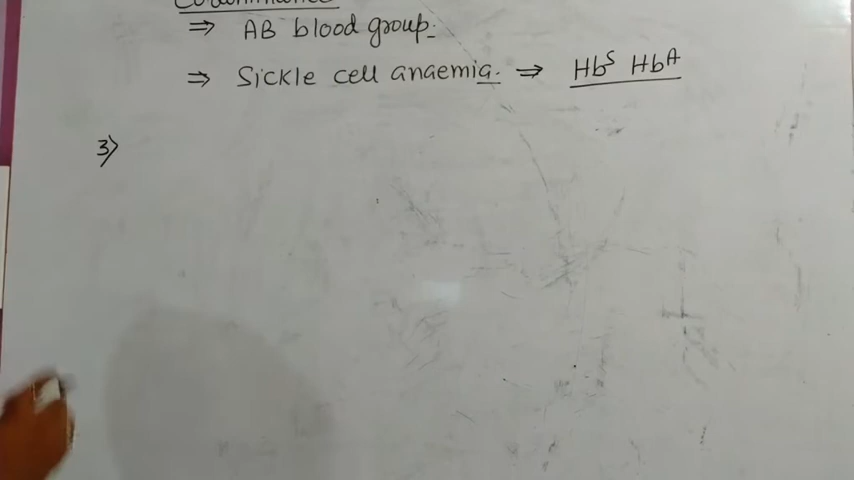 ⇒ AB blood group.
⇒ Sickle cell anaemia. ⇒ Hb^S Hb^A
3)